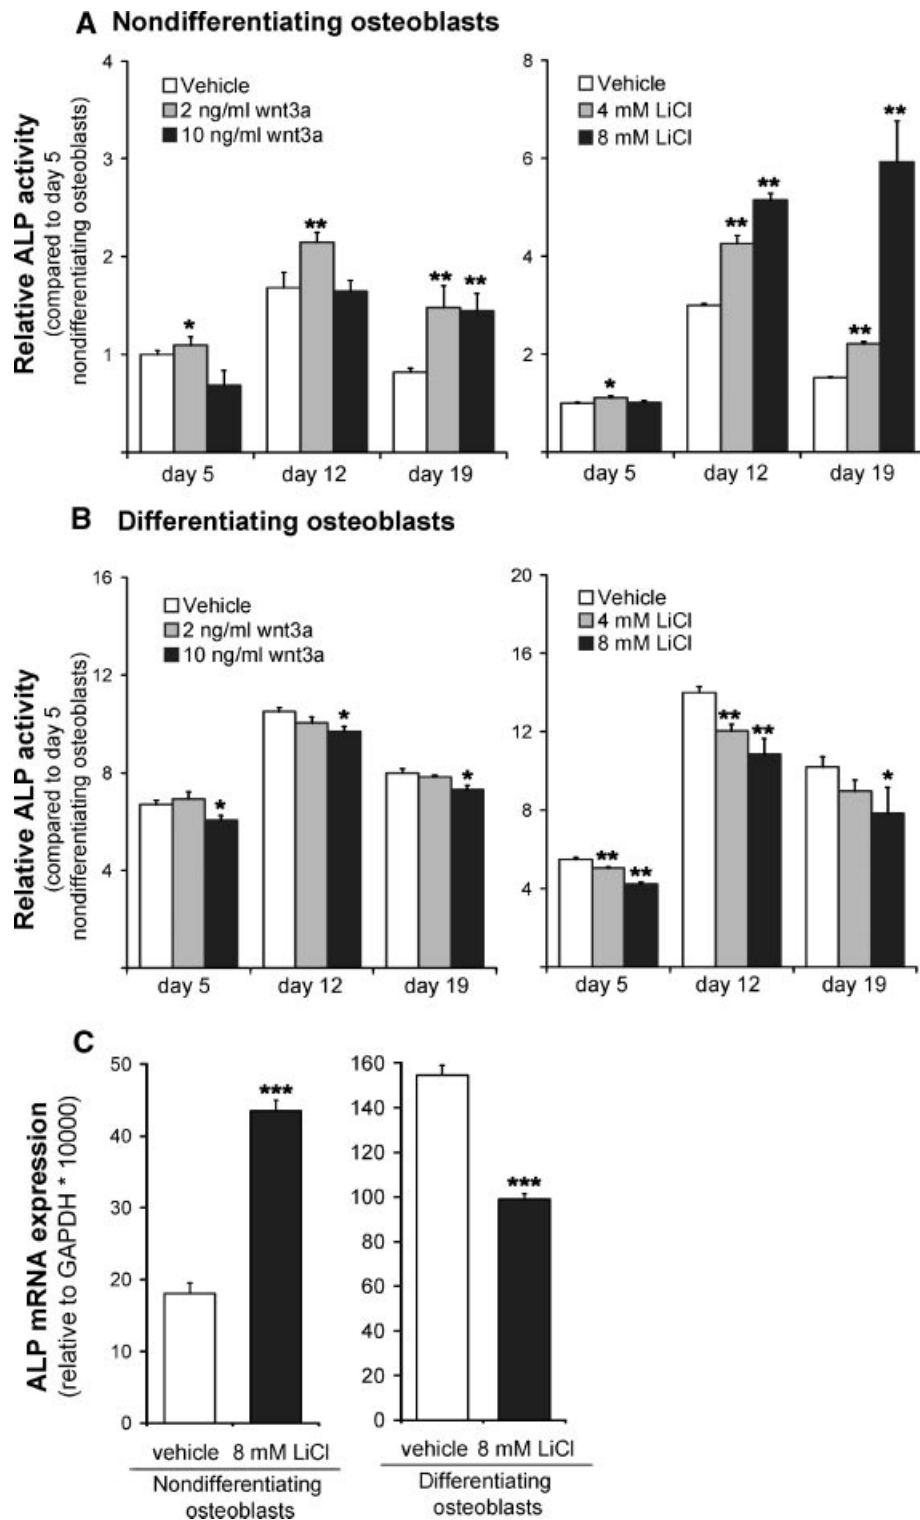 A Nondifferentiating osteoblasts
Relative ALP activity
(compared to day 5
nondifferentiating osteoblasts)
4
3
2
1
Vehicle
2 ng/ml wnt3a
10 ng/ml wnt3a
*
**
**
**
day 5
day 12
day 19
8
6
4
2
Vehicle
4 mM LiCl
8 mM LiCl
*
**
**
**
**
day 5
day 12
day 19
B Differentiating osteoblasts
Relative ALP activity
(compared to day 5
nondifferentiating osteoblasts)
16
12
8
4
Vehicle
2 ng/ml wnt3a
10 ng/ml wnt3a
*
*
*
day 5
day 12
day 19
20
16
12
8
4
Vehicle
4 mM LiCl
8 mM LiCl
**
**
**
**
*
day 5
day 12
day 19
C
ALP mRNA expression
(relative to GAPDH * 10000)
50
40
30
20
10
0
***
vehicle
8 mM LiCl
Nondifferentiating
osteoblasts
160
140
120
100
80
60
40
20
0
***
vehicle
8 mM LiCl
Differentiating
osteoblasts